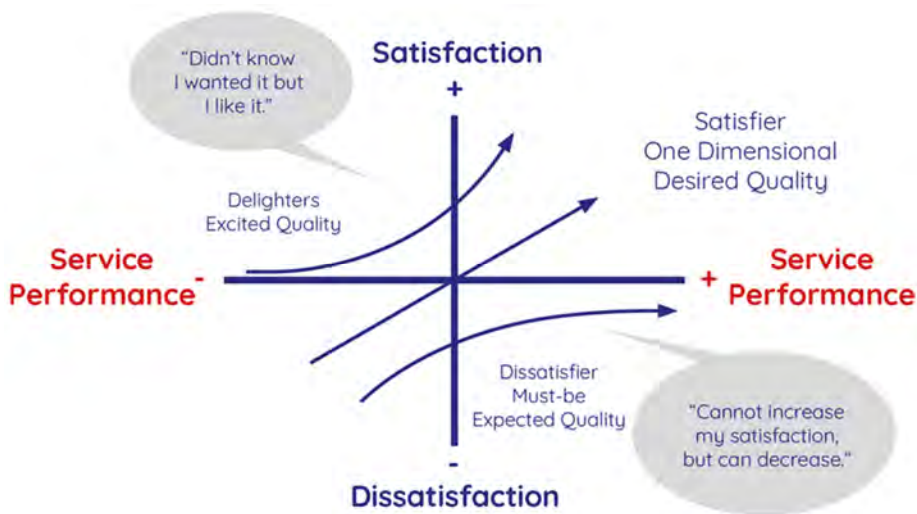 "Didn't know
I wanted it but
I like it."
Satisfaction
+
Satisfier
One Dimensional
Desired Quality
Delighters
Excited Quality
Service
Performance
-
+
Service
Performance
Dissatisfier
Must-be
Expected Quality
"Cannot increase
my satisfaction,
but can decrease."
-
Dissatisfaction